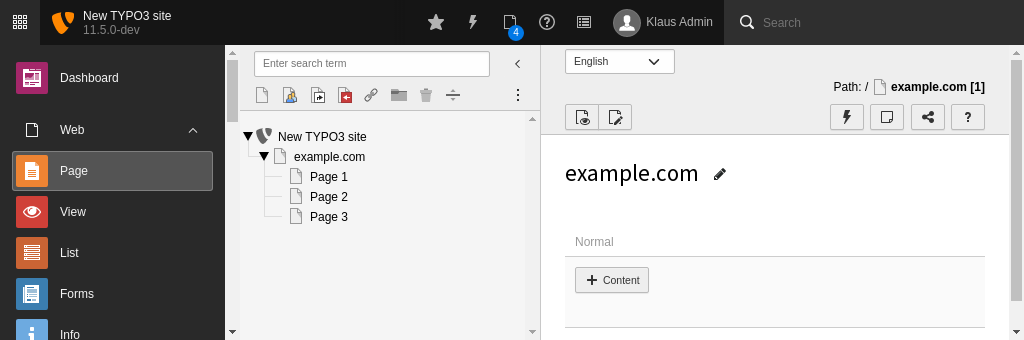 New TYPO3 site
11.5.0-dev
4
Klaus Admin
Search
Dashboard
Web
Page
View
List
Forms
Info
Enter search term
New TYPO3 site
example.com
Page 1
Page 2
Page 3
English
Path: / example.com [1]
?
example.com
Normal
+ Content